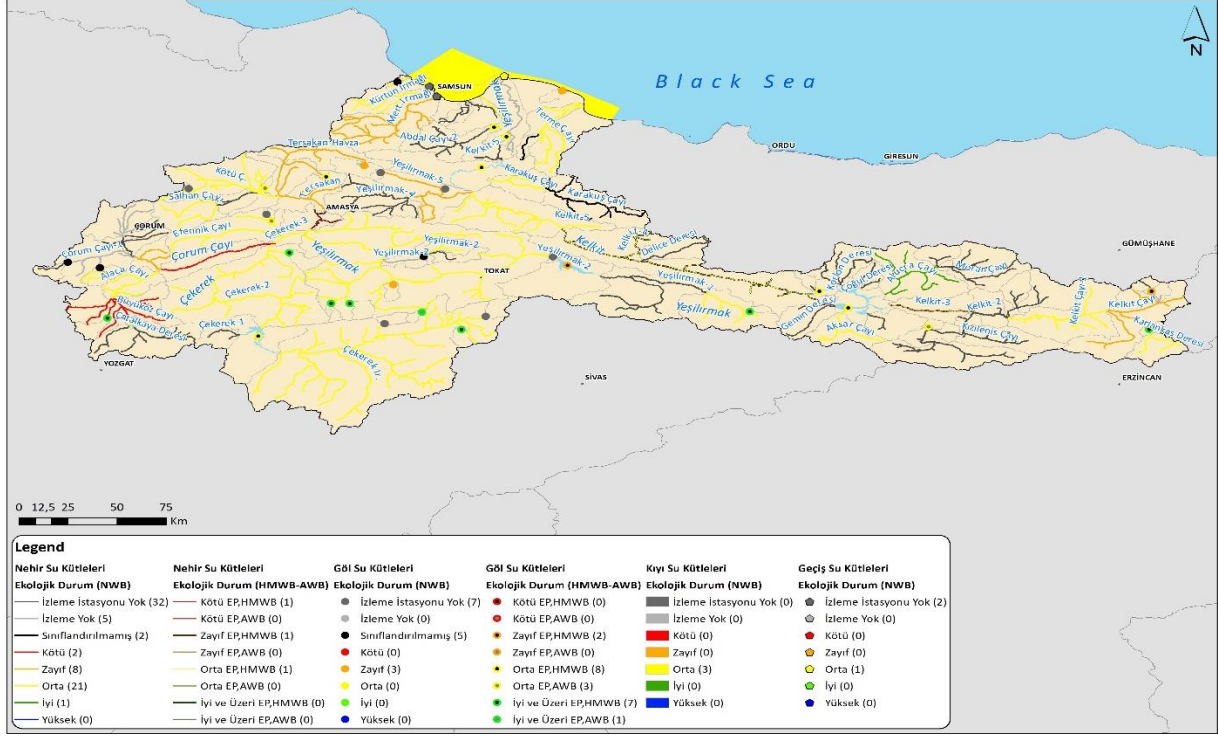 Black Sea
N
SAMSUN
Kürtün Irmağı
Mert Irmağı
Yeşilırmak
Terme Çayı
Abdal Çayı-2
Kelkit-5
Tersakan Havza
Yeşilırmak-5
Karakuş Çayı
Karakuş Çayı
ORDU
GİRESUN
Kötü Ç.
Salhan Çayı
Tersakan
Yeşilırmak-4
AMASYA
Kelkit-5
ÇORUM
Eferinik Çayı
Çekerek-3
Kelkit
Delice Deresi
GÜMÜŞHANE
Çorum Çayı
Yeşilırmak
Yeşilırmak-2
Alaca Çayı
Çekerek
TOKAT
Yeşilırmak-2
Yeşilırmak-1
Kelkit-3
Kelkit 2
Kelkit Çayı
Çekerek-2
Büyüköz Çayı
Çekerek 1
Yeşilırmak
Gemin Deresi
Aksar Çayı
Kızılеniş Çayı
YOZGAT
Çekerek Ir.
SİVAS
ERZİNCAN
0 12,5 25 50 75
Km
Legend
Nehir Su Kütleleri
Ekolojik Durum (NWB)
İzleme İstasyonu Yok (32)
İzleme Yok (5)
Sınıflandırılmamış (2)
Kötü (2)
Zayıf (8)
Orta (21)
İyi (1)
Yüksek (0)
Nehir Su Kütleleri
Ekolojik Durum (HMWB-AWB)
Kötü EP,HMWB (1)
Kötü EP,AWB (0)
Zayıf EP,HMWB (1)
Zayıf EP,AWB (0)
Orta EP,HMWB (1)
Orta EP,AWB (0)
İyi ve Üzeri EP,HMWB (0)
İyi ve Üzeri EP,AWB (0)
Göl Su Kütleleri
Ekolojik Durum (NWB)
İzleme İstasyonu Yok (7)
İzleme Yok (0)
Sınıflandırılmamış (5)
Kötü (0)
Zayıf (3)
Orta (0)
İyi (0)
Yüksek (0)
Göl Su Kütleleri
Ekolojik Durum (HMWB-AWB)
Kötü EP,HMWB (0)
Kötü EP,AWB (0)
Zayıf EP,HMWB (2)
Zayıf EP,AWB (0)
Orta EP,HMWB (8)
Orta EP,AWB (3)
İyi ve Üzeri EP,HMWB (7)
İyi ve Üzeri EP,AWB (1)
Kıyı Su Kütleleri
Ekolojik Durum (NWB)
İzleme İstasyonu Yok (0)
İzleme Yok (0)
Kötü (0)
Zayıf (0)
Orta (3)
İyi (0)
Yüksek (0)
Geçiş Su Kütleleri
Ekolojik Durum (NWB)
İzleme İstasyonu Yok (2)
İzleme Yok (0)
Kötü (0)
Zayıf (0)
Orta (1)
İyi (0)
Yüksek (0)